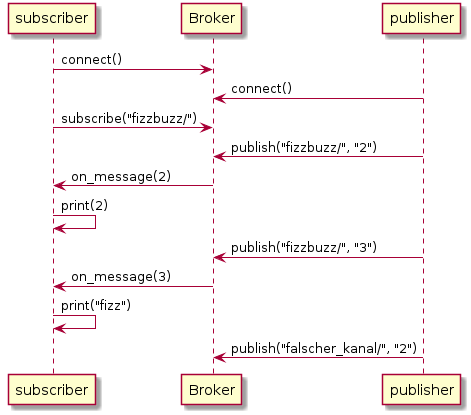 subscriber Broker publisher
connect()
connect()
subscribe("fizzbuzz/")
publish("fizzbuzz/", "2")
on_message(2)
print(2)
publish("fizzbuzz/", "3")
on_message(3)
print("fizz")
publish("falscher_kanal/", "2")
subscriber Broker publisher